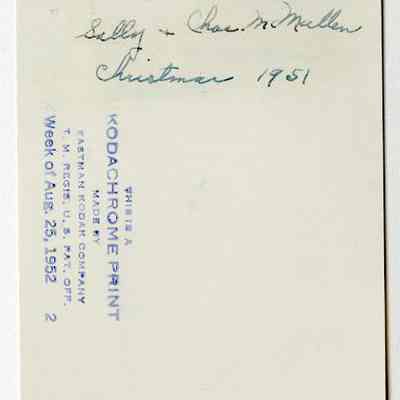 Sally + Chas. McMullen
Christmas 1951
THIS IS A
KODACHROME PRINT
MADE BY
EASTMAN KODAK COMPANY
T. M. REGIS. U. S. PAT. OFF.
Week of Aug. 25, 1952 2